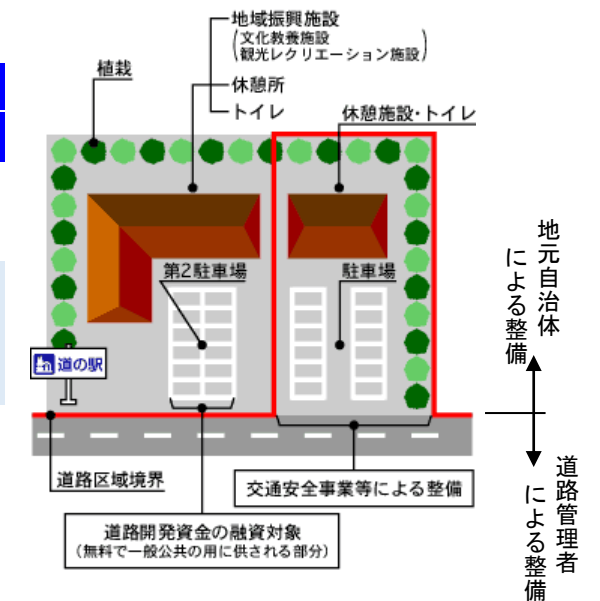 地域振興施設
(文化教養施設
観光レクリエーション施設)
休憩所
トイレ
植栽
休憩施設・トイレ
第2駐車場
駐車場
道の駅
地元自治体
による整備
道路区域境界
交通安全事業等による整備
道路開発資金の融資対象
(無料で一般公共の用に供される部分)
道路管理者
による整備